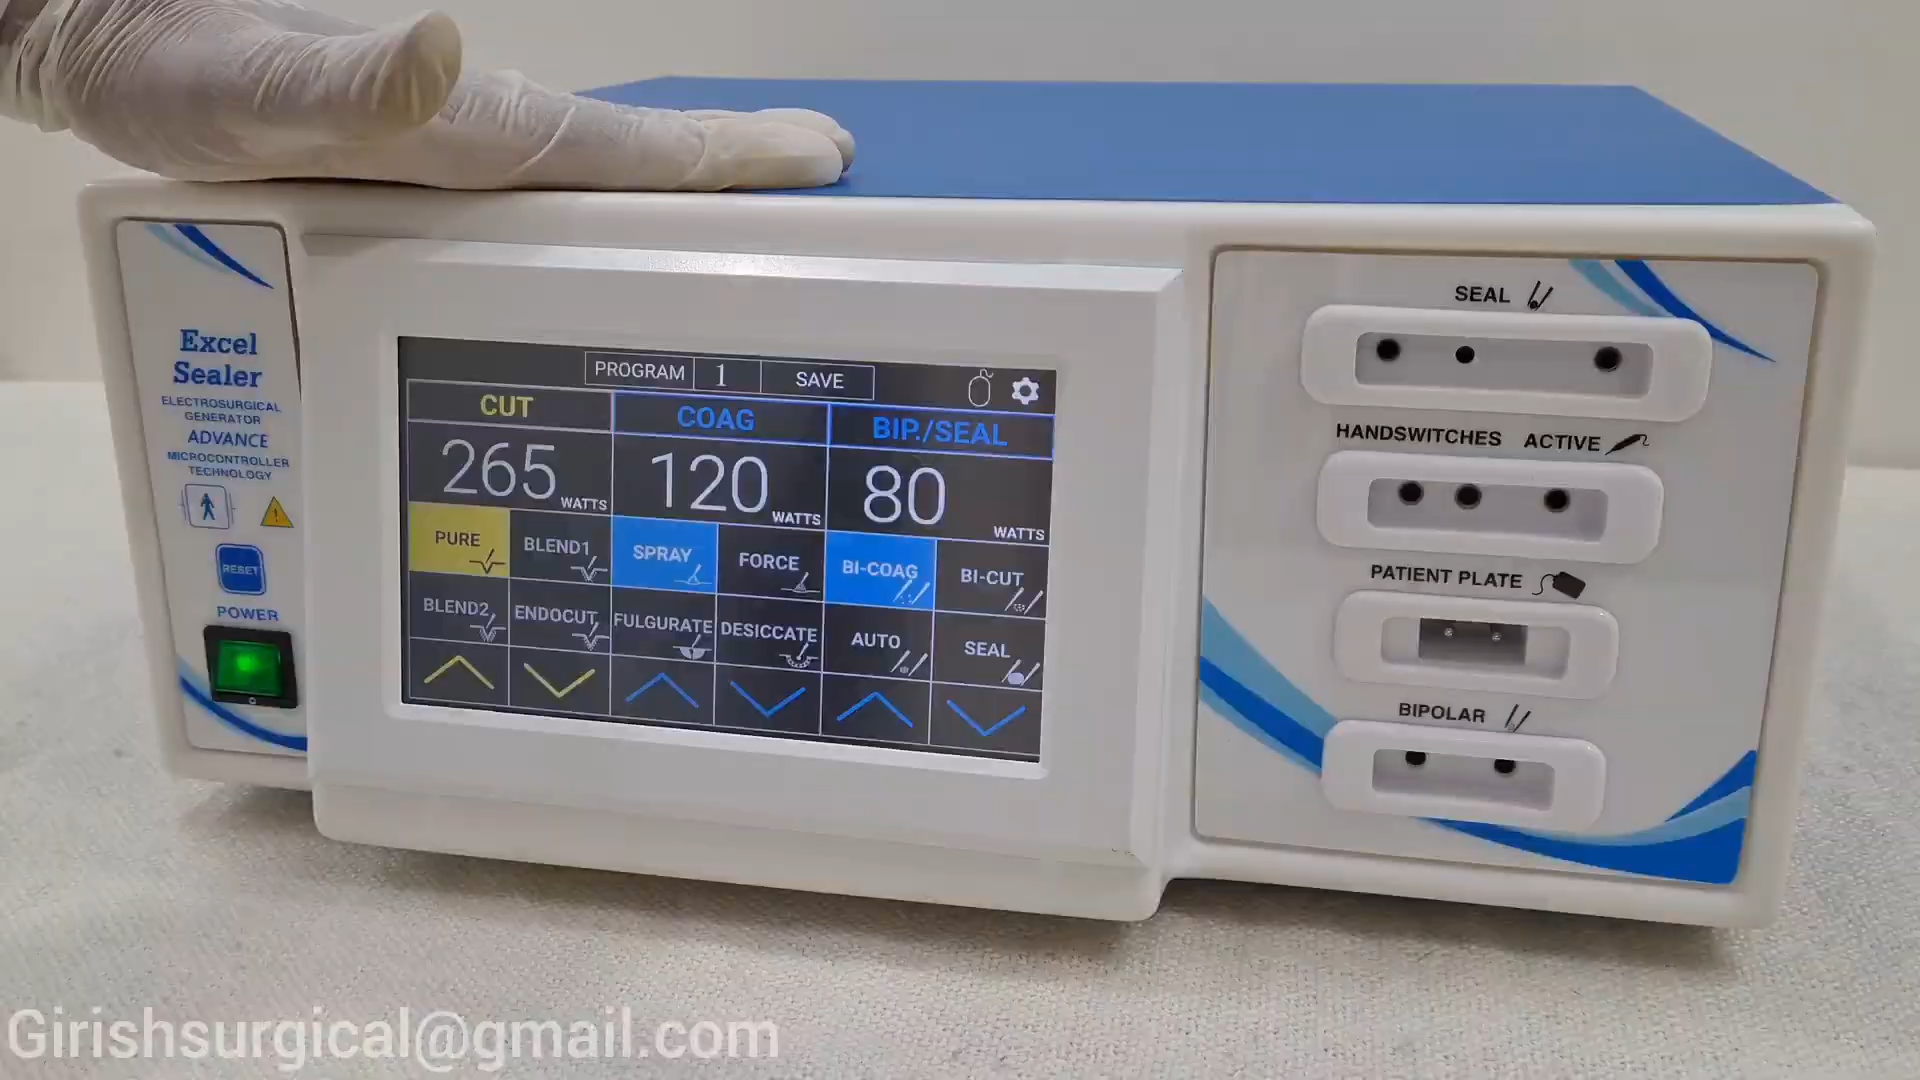 Excel
Sealer
ELECTROSURGICAL
GENERATOR
ADVANCE
MICROCONTROLLER
TECHNOLOGY
RESET
POWER
PROGRAM 1 SAVE
CUT COAG BIP./SEAL
265 WATTS 120 WATTS 80 WATTS
PURE BLEND1 SPRAY FORCE BI-COAG BI-CUT
BLEND2 ENDOCUT FULGURATE DESICCATE AUTO SEAL
SEAL
HANDSWITCHES ACTIVE
PATIENT PLATE
BIPOLAR
Girishsurgical@gmail.com